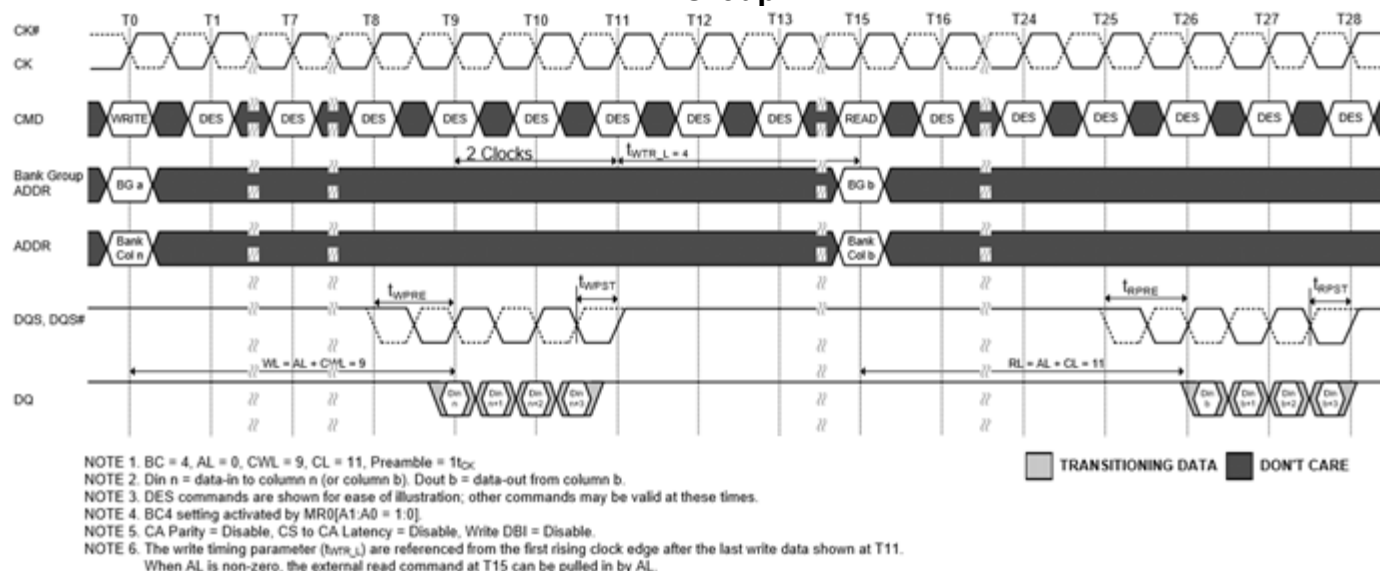 T0 T1 T7 T8 T9 T10 T11 T12 T13 T15 T16 T24 T25 T26 T27 T28
CK#
CK
CMD WRITE DES DES DES DES DES DES DES DES READ DES DES DES DES DES DES
2 Clocks tWTR_L = 4
Bank Group
ADDR
BG a BG b
ADDR
Bank
Col n
Bank
Col b
tWPRE tWPST tRPRE tRPST
DQS, DQS#
WL = AL + CWL = 9 RL = AL + CL = 11
DQ
Din
n
Din
n+1
Din
n+2
Din
n+3
Din
b
Din
b+1
Din
b+2
Din
b+3
NOTE 1. BC = 4, AL = 0, CWL = 9, CL = 11, Preamble = 1tCK
NOTE 2. Din n = data-in to column n (or column b). Dout b = data-out from column b.
NOTE 3. DES commands are shown for ease of illustration; other commands may be valid at these times.
NOTE 4. BC4 setting activated by MR0[A1:A0 = 1:0].
NOTE 5. CA Parity = Disable, CS to CA Latency = Disable, Write DBI = Disable.
NOTE 6. The write timing parameter (tWTR_L) are referenced from the first rising clock edge after the last write data shown at T11.
When AL is non-zero, the external read command at T15 can be pulled in by AL.
TRANSITIONING DATA DON'T CARE